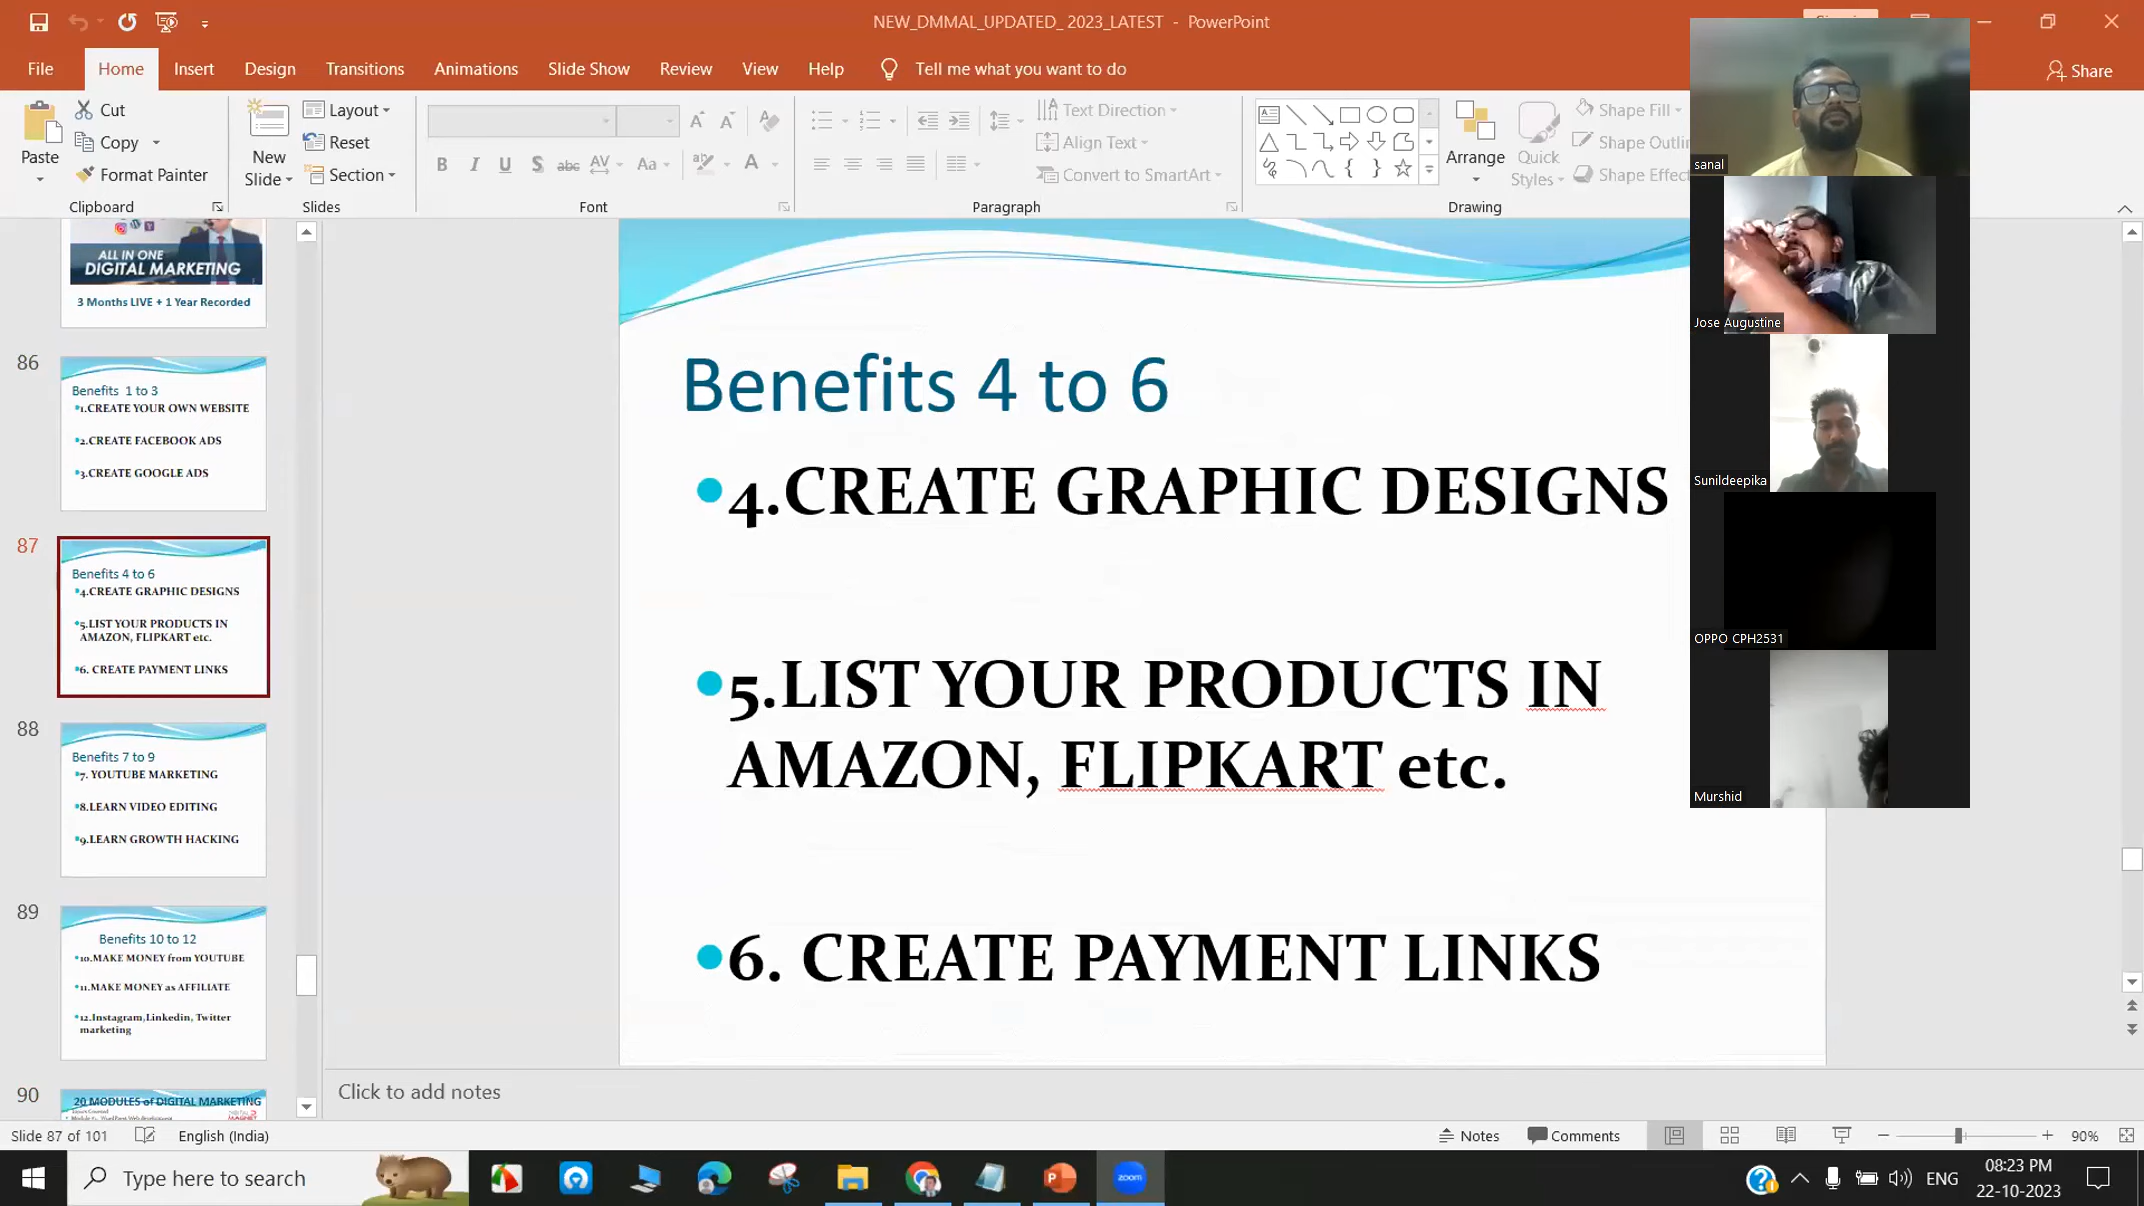 NEW_DMMAL_UPDATED_ 2023_LATEST - PowerPoint
File
Home
Insert
Design
Transitions
Animations
Slide Show
Review
View
Help
Tell me what you want to do
Share
Paste
Cut
Copy
Format Painter
Clipboard
New
Slide
Layout
Reset
Section
Slides
Font
Text Direction
Align Text
Convert to SmartArt
Paragraph
Arrange
Quick
Styles
Shape Fill
Shape Outli
Shape Effect
Drawing
ALL IN ONE
DIGITAL MARKETING
3 Months LIVE + 1 Year Recorded
86
Benefits 1 to 3
1.CREATE YOUR OWN WEBSITE
2.CREATE FACEBOOK ADS
3.CREATE GOOGLE ADS
87
Benefits 4 to 6
4.CREATE GRAPHIC DESIGNS
5.LIST YOUR PRODUCTS IN
AMAZON, FLIPKART etc.
6. CREATE PAYMENT LINKS
88
Benefits 7 to 9
7. YOUTUBE MARKETING
8.LEARN VIDEO EDITING
9.LEARN GROWTH HACKING
89
Benefits 10 to 12
10.MAKE MONEY from YOUTUBE
11.MAKE MONEY as AFFILIATE
12.Instagram,Linkedin, Twitter
marketing
90
20 MODULES of DIGITAL MARKETING
Benefits 4 to 6
4.CREATE GRAPHIC DESIGNS
5.LIST YOUR PRODUCTS IN
AMAZON, FLIPKART etc.
6. CREATE PAYMENT LINKS
sanal
Jose Augustine
Sunildeepika
OPPO CPH2531
Murshid
Click to add notes
Slide 87 of 101
English (India)
Notes
Comments
90%
Type here to search
zoom
ENG
08:23 PM
22-10-2023